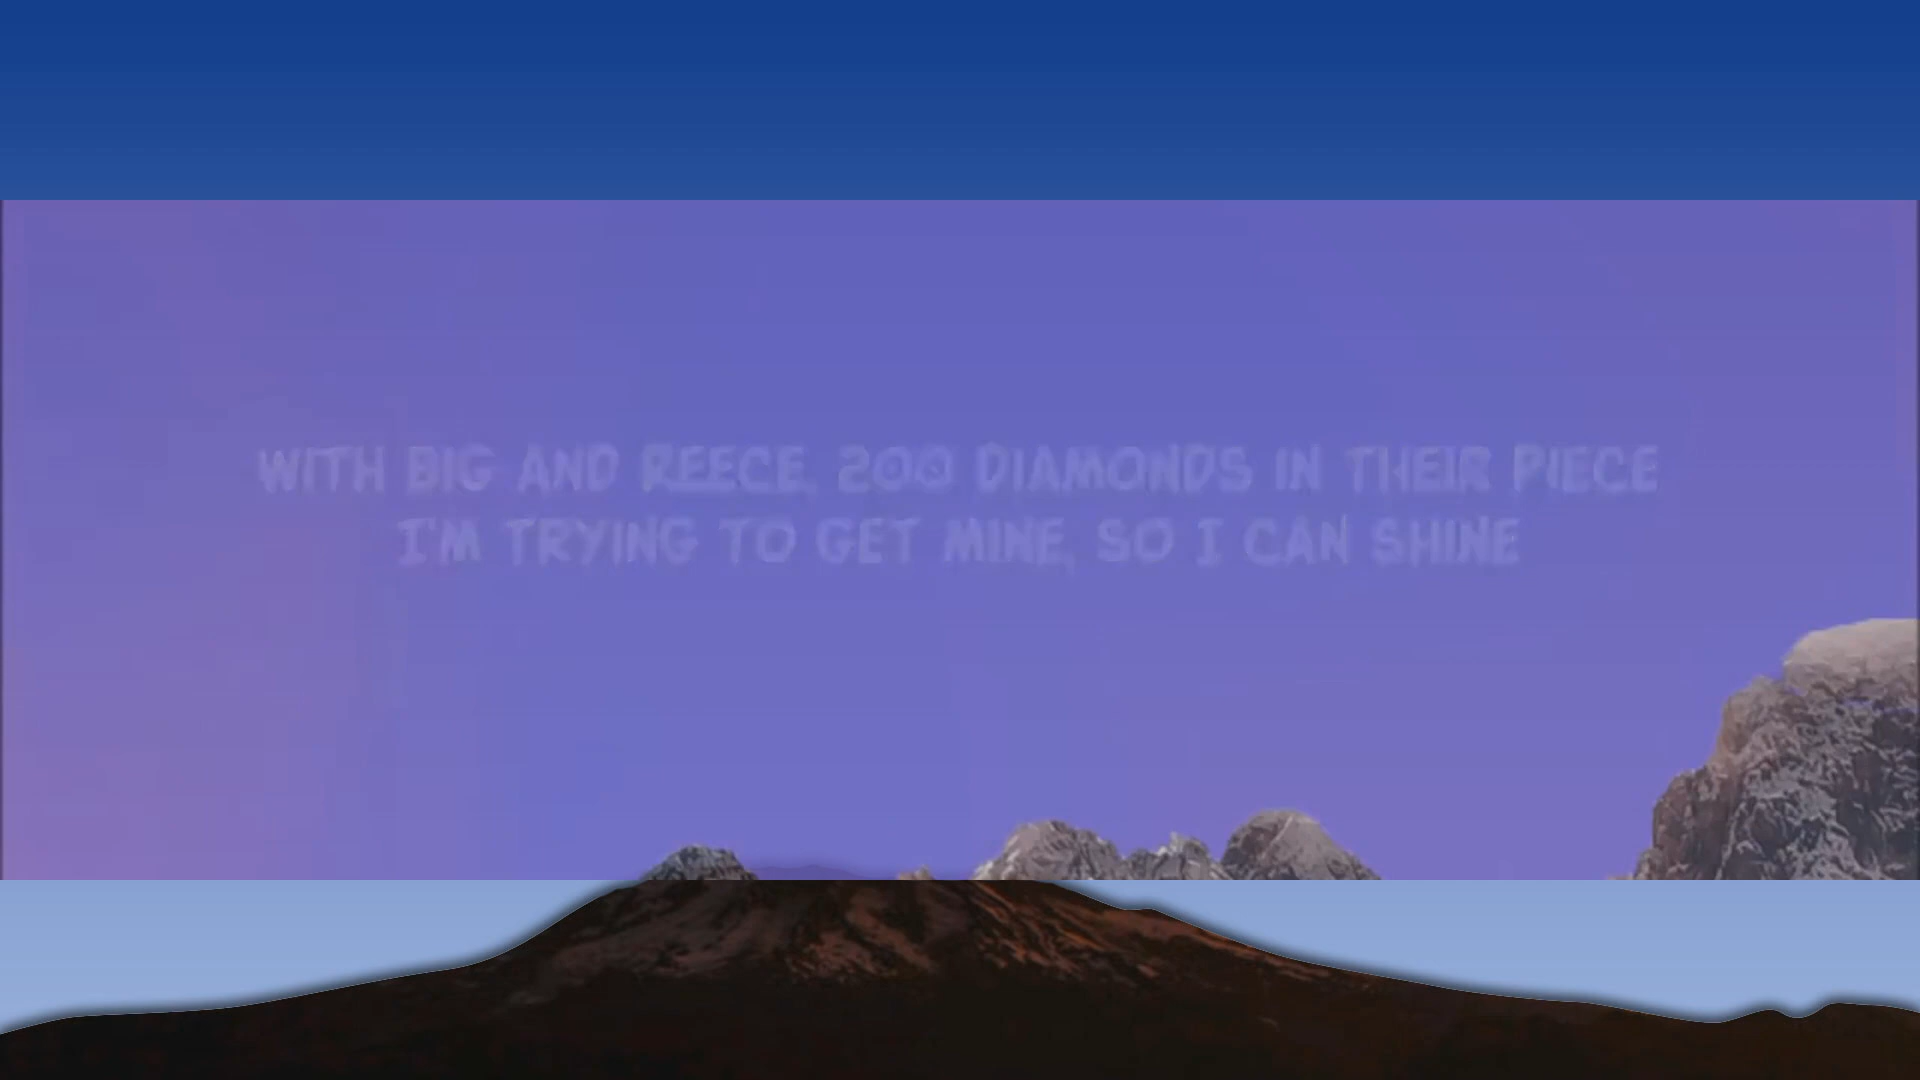 WITH BIG AND REECE, 200 DIAMONDS IN THEIR PIECE
I'M TRYING TO GET MINE, SO I CAN SHINE